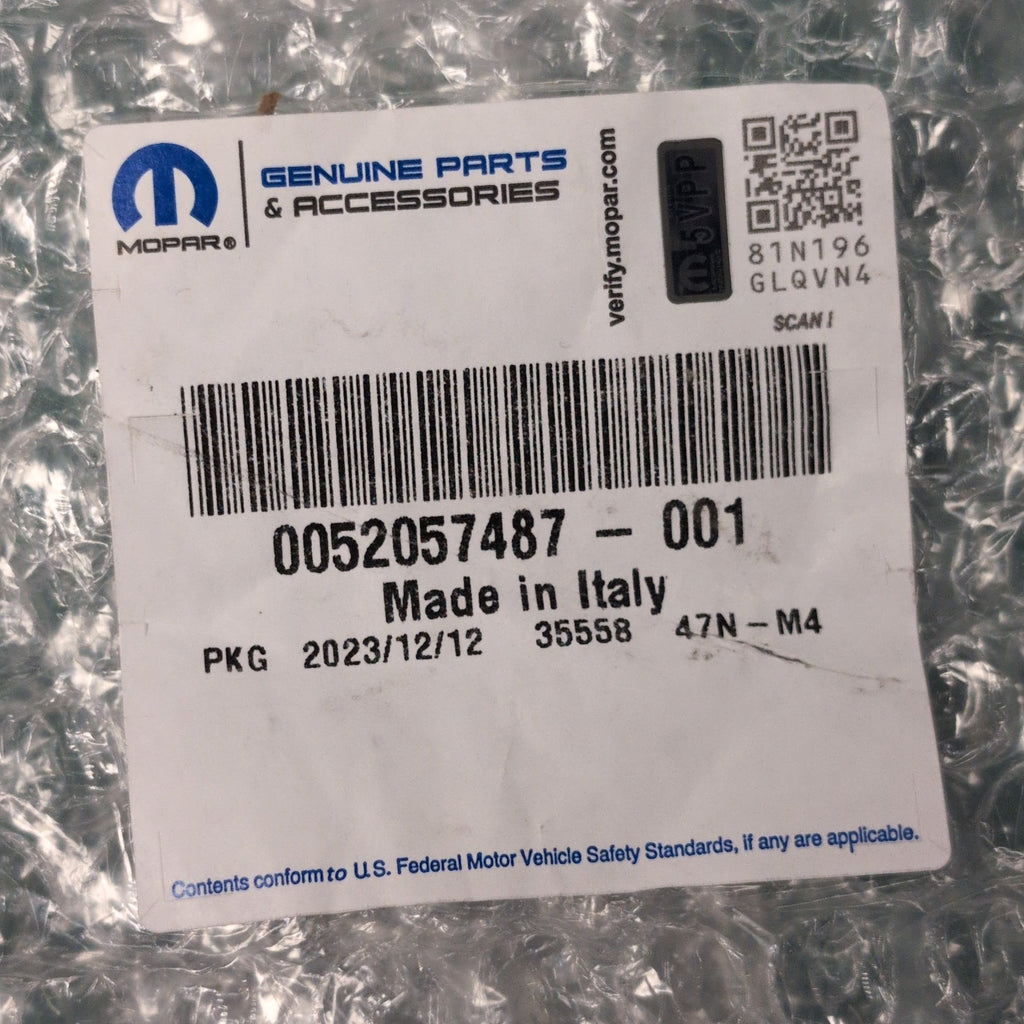 MOPAR®
GENUINE PARTS
& ACCESSORIES
verify.mopar.com
5VPP
81N196
GLQVN4
SCAN!
0052057487 - 001
Made in Italy
PKG 2023/12/12 35558 47N-M4
Contents conform to U.S. Federal Motor Vehicle Safety Standards, if any are applicable.